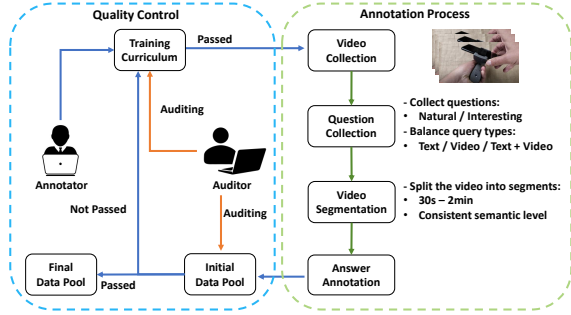 Quality Control
Training
Curriculum
Passed
Auditing
Annotator
Auditor
Not Passed
Auditing
Final
Data Pool
Passed
Initial
Data Pool
Annotation Process
Video
Collection
Question
Collection
- Collect questions:
• Natural / Interesting
- Balance query types:
• Text / Video / Text + Video
Video
Segmentation
- Split the video into segments:
• 30s – 2min
• Consistent semantic level
Answer
Annotation